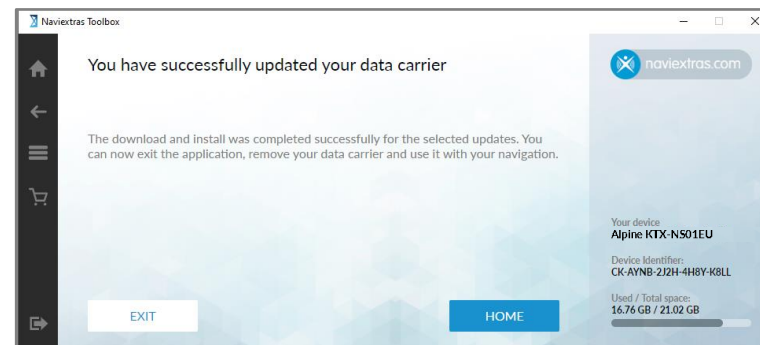 Naviextras Toolbox
You have successfully updated your data carrier
naviextras.com
The download and install was completed successfully for the selected updates. You
can now exit the application, remove your data carrier and use it with your navigation.
Your device
Alpine KTX-NS01EU
Device Identifier:
CK-AYNB-2J2H-4H8Y-K8LL
Used / Total space:
16.76 GB / 21.02 GB
EXIT
HOME